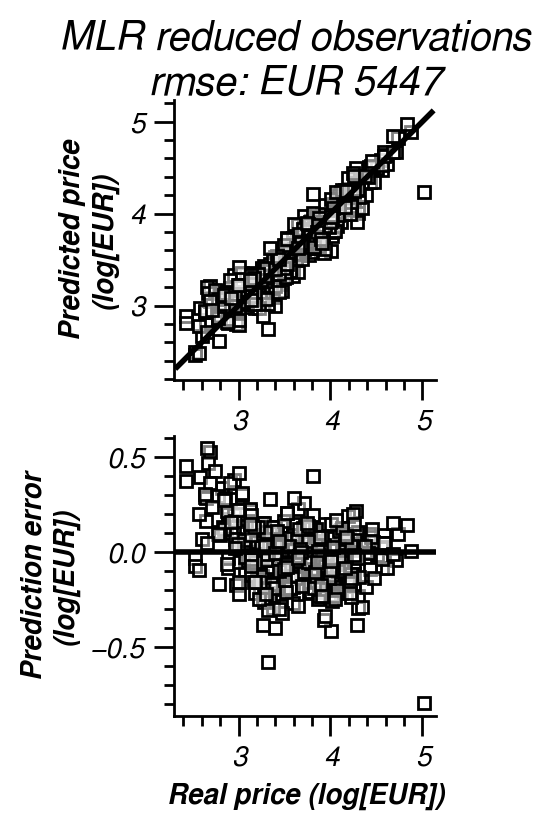 MLR reduced observations
rmse: EUR 5447
Predicted price
(log[EUR])
5
4
3
3 4 5
Prediction error
(log[EUR])
0.5
0.0
−0.5
3 4 5
Real price (log[EUR])